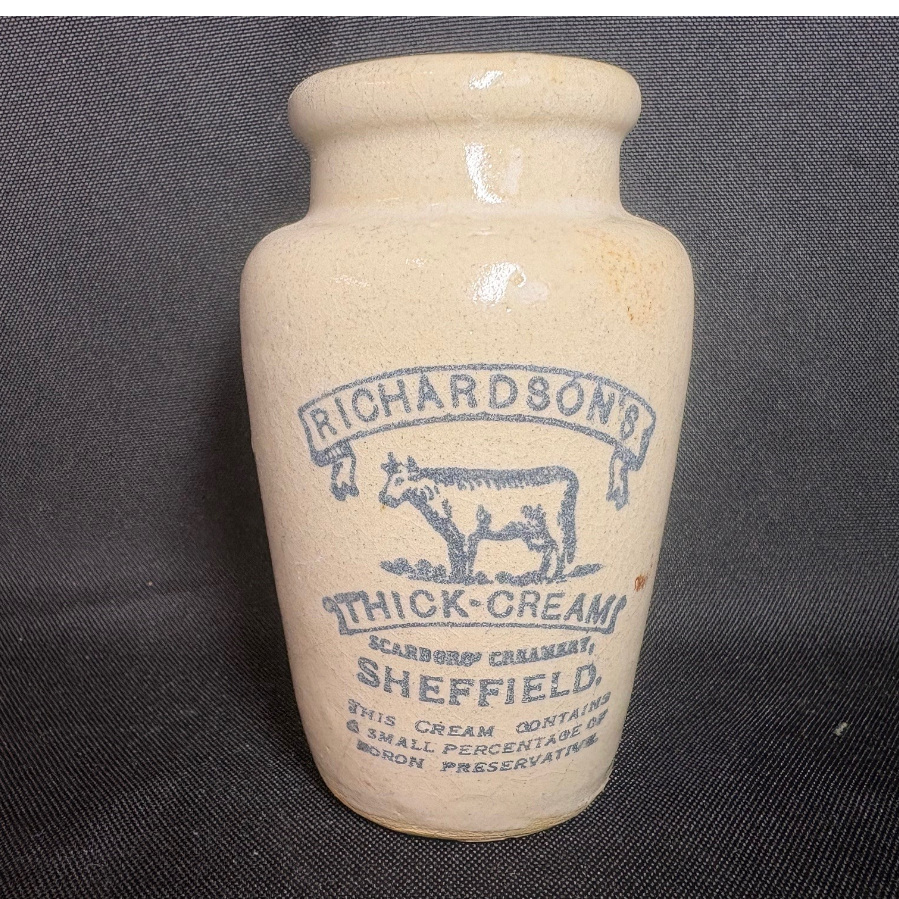 RICHARDSON'S.
THICK-CREAM
SCARBORO' CREAMERY,
SHEFFIELD.
THIS CREAM CONTAINS
A SMALL PERCENTAGE OF
BORON PRESERVATIVE.